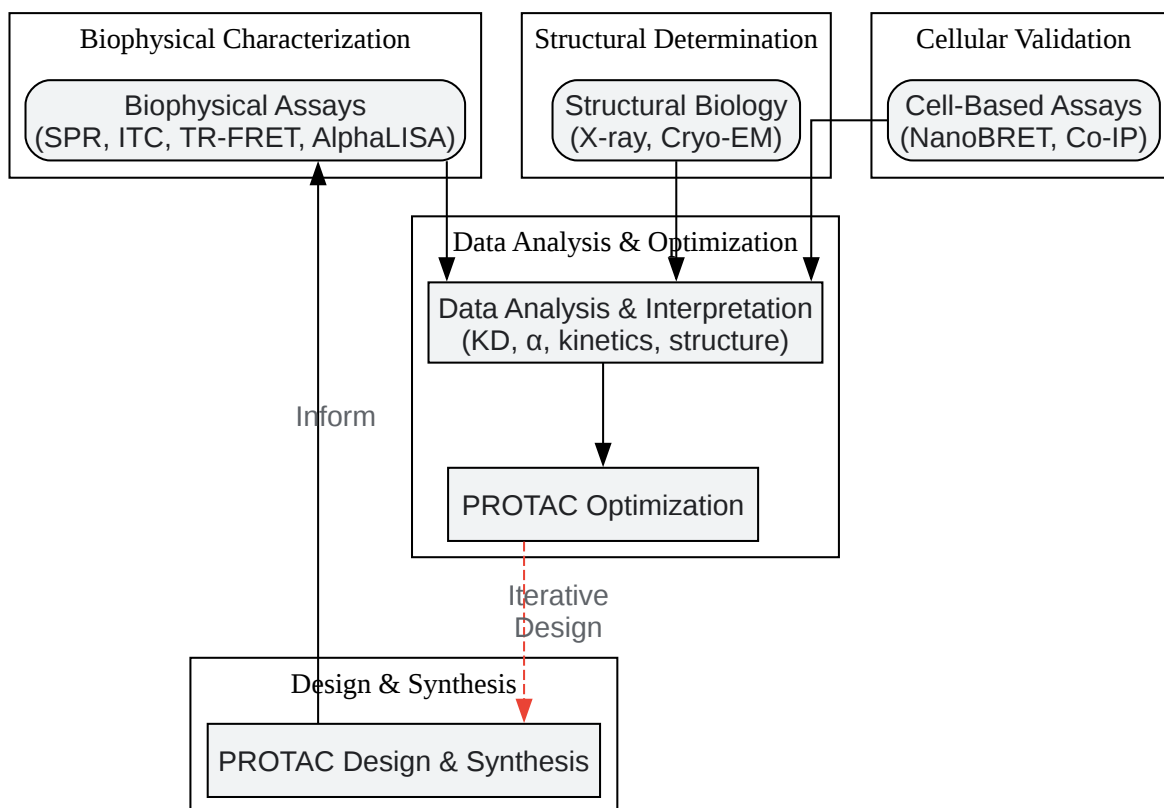 Biophysical Characterization
Biophysical Assays
(SPR, ITC, TR-FRET, AlphaLISA)
Structural Determination
Structural Biology
(X-ray, Cryo-EM)
Cellular Validation
Cell-Based Assays
(NanoBRET, Co-IP)
Data Analysis & Optimization
Data Analysis & Interpretation
(KD, α, kinetics, structure)
Inform
PROTAC Optimization
Iterative
Design
Design & Synthesis
PROTAC Design & Synthesis